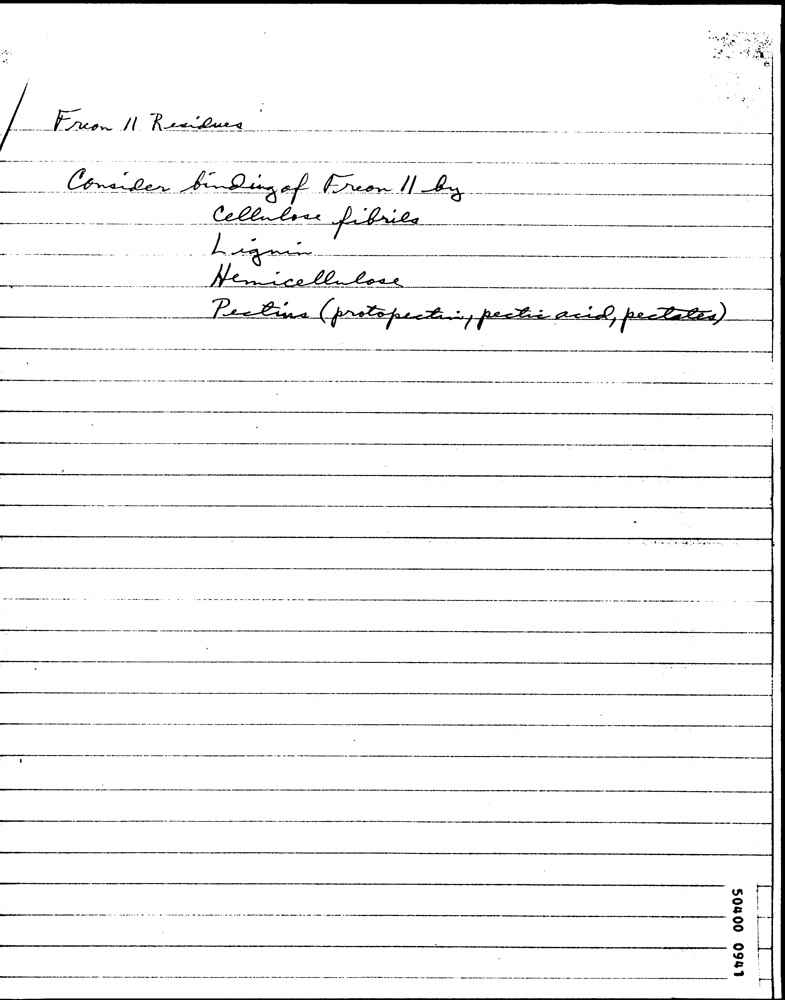 Freon 11 Residues
Consider binding of Freon 11 by
Cellulose fibrils
Lignin
Hemicellulose
Pectins (protopectin, pectic acid, pectates)
50400 0941